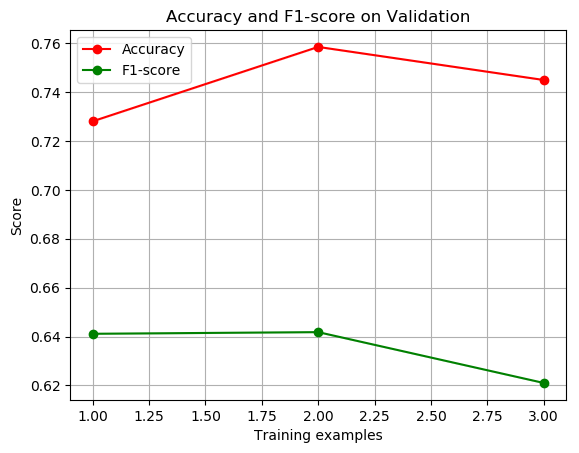 Accuracy and F1-score on Validation
Accuracy
F1-score
0.76
0.74
0.72
0.70
0.68
0.66
0.64
0.62
Score
1.00 1.25 1.50 1.75 2.00 2.25 2.50 2.75 3.00
Training examples